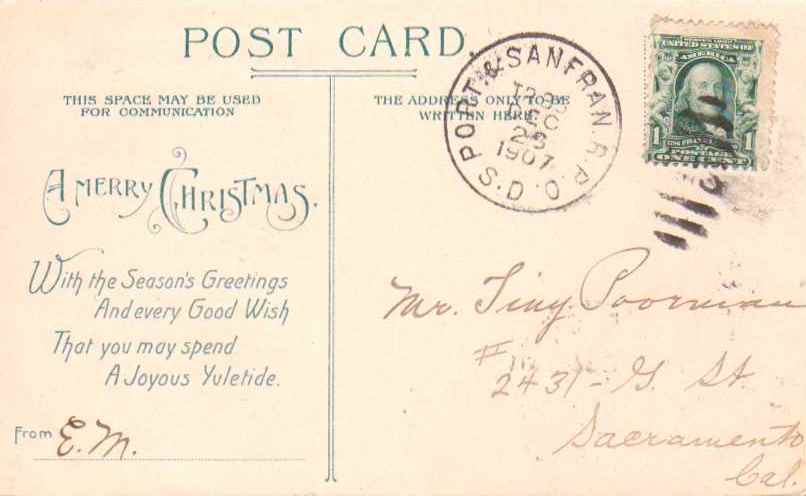 POST CARD.
THIS SPACE MAY BE USED
FOR COMMUNICATION
THE ADDRESS ONLY TO BE
WRITTEN HERE.
PORT. & SAN FRAN. R.P.O. S.D.
DEC
1907
UNITED STATES OF
AMERICA
1 1
POSTAGE
ONE CENT
A MERRY CHRISTMAS.
With the Season's Greetings
And every Good Wish
That you may spend
A Joyous Yuletide.
From E.M.
Mr. Tiny Poorman
#
2431 - G. St.
Sacramento
Cal.